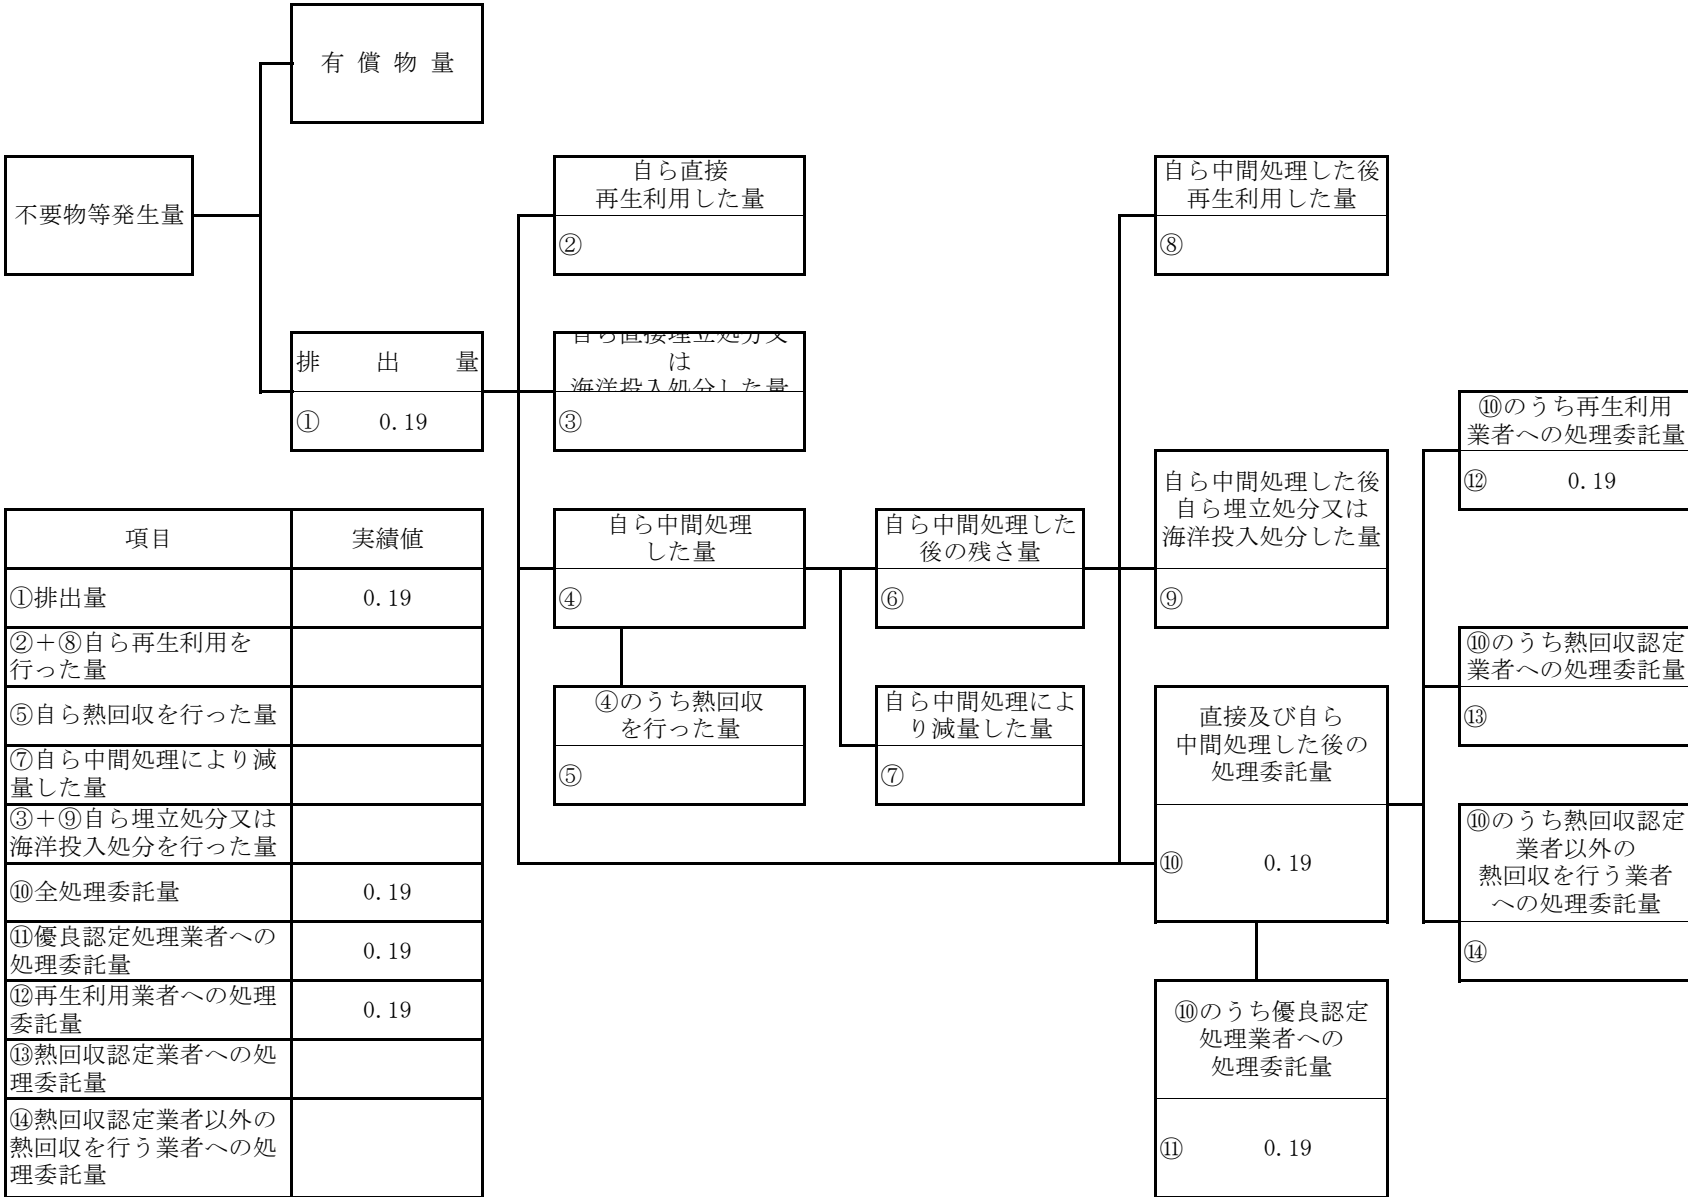 有 償 物 量
不要物等発生量
自ら直接
再生利用した量
②
自ら中間処理した後
再生利用した量
⑧
排 出 量
① 0.19
自ら直接埋立処分又
は
海洋投入処分した量
③
⑩のうち再生利用
業者への処理委託量
⑫ 0.19
自ら中間処理した後
自ら埋立処分又は
海洋投入処分した量
⑨
自ら中間処理
した量
④
自ら中間処理した
後の残さ量
⑥
⑩のうち熱回収認定
業者への処理委託量
⑬
④のうち熱回収
を行った量
⑤
自ら中間処理によ
り減量した量
⑦
直接及び自ら
中間処理した後の
処理委託量
⑩ 0.19
⑩のうち熱回収認定
業者以外の
熱回収を行う業者
への処理委託量
⑭
⑩のうち優良認定
処理業者への
処理委託量
⑪ 0.19
項目 実績値
①排出量 0.19
②＋⑧自ら再生利用を
行った量
⑤自ら熱回収を行った量
⑦自ら中間処理により減
量した量
③＋⑨自ら埋立処分又は
海洋投入処分を行った量
⑩全処理委託量 0.19
⑪優良認定処理業者への
処理委託量 0.19
⑫再生利用業者への処理
委託量 0.19
⑬熱回収認定業者への処
理委託量
⑭熱回収認定業者以外の
熱回収を行う業者への処
理委託量